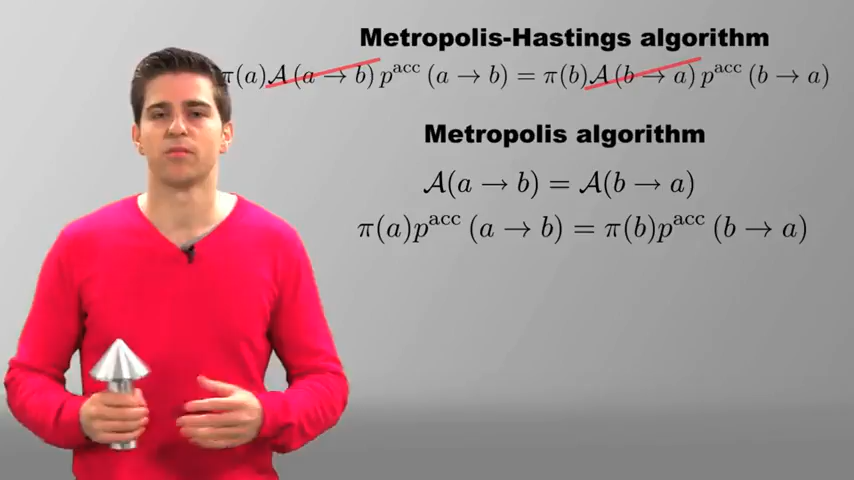 Metropolis-Hastings algorithm
π(a)𝒜(a → b) p^acc (a → b) = π(b)𝒜(b → a) p^acc (b → a)
Metropolis algorithm
𝒜(a → b) = 𝒜(b → a)
π(a)p^acc (a → b) = π(b)p^acc (b → a)